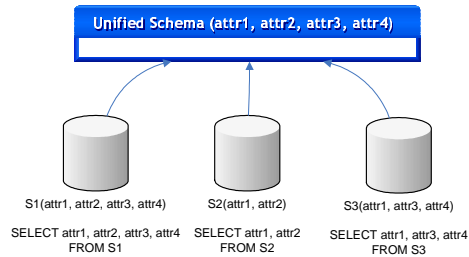 Unified Schema (attr1, attr2, attr3, attr4)
S1(attr1, attr2, attr3, attr4)
SELECT attr1, attr2, attr3, attr4
FROM S1
S2(attr1, attr2)
SELECT attr1, attr2
FROM S2
S3(attr1, attr3, attr4)
SELECT attr1, attr3, attr4
FROM S3